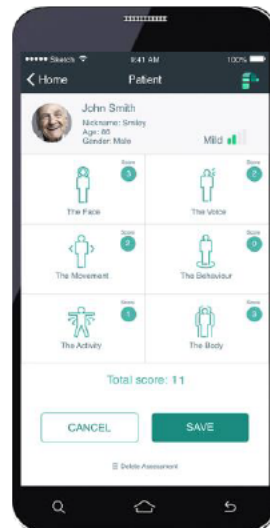 Sketch 9:41 AM 100%
Home Patient
John Smith
Nickname: Smiley
Age: 86
Gender: Male Mild
Score Score
3 2
The Face The Voice
Score Score
2 0
The Movement The Behaviour
Score Score
1 3
The Activity The Body
Total score: 11
CANCEL SAVE
Delete Assessment